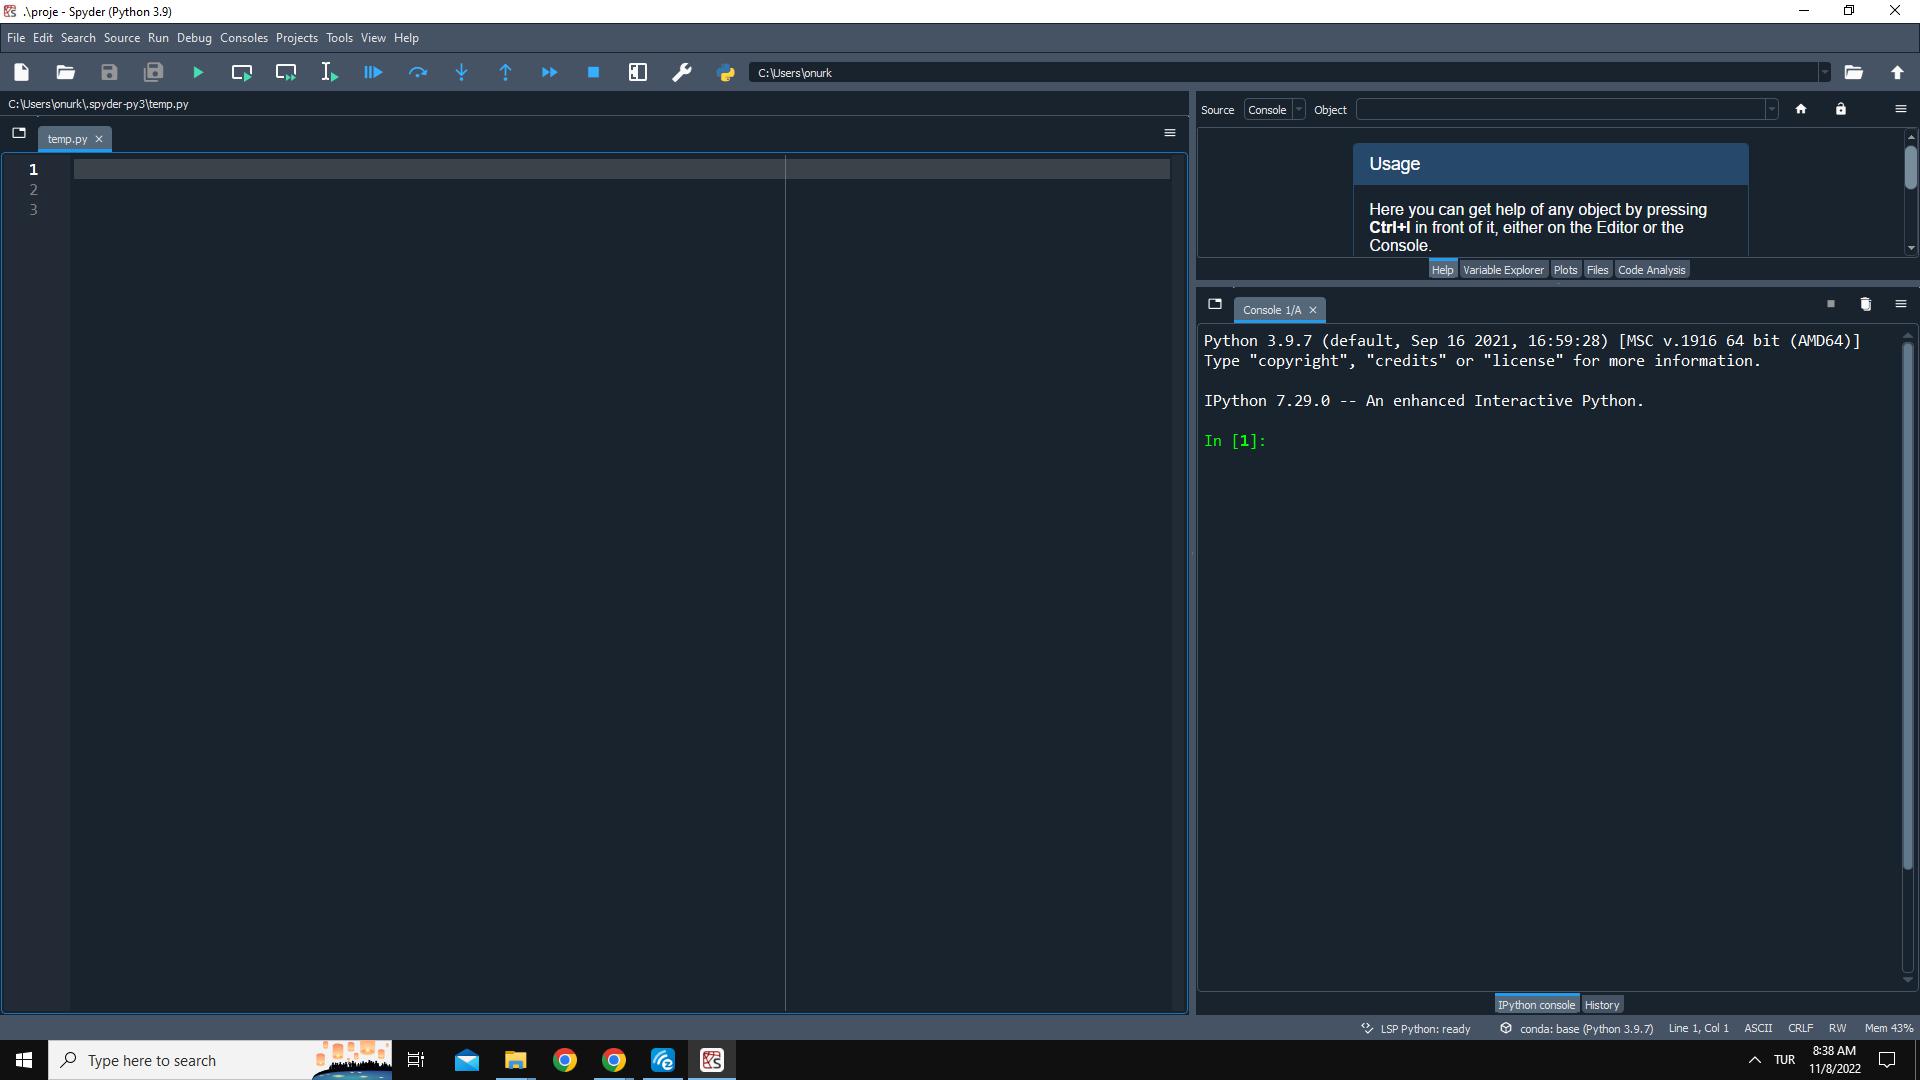 .\proje - Spyder (Python 3.9)
File Edit Search Source Run Debug Consoles Projects Tools View Help
C:\Users\onurk
C:\Users\onurk\.spyder-py3\temp.py
temp.py
1
2
3
Source Console Object
Usage
Here you can get help of any object by pressing
Ctrl+I in front of it, either on the Editor or the
Console.
Help Variable Explorer Plots Files Code Analysis
Console 1/A
Python 3.9.7 (default, Sep 16 2021, 16:59:28) [MSC v.1916 64 bit (AMD64)]
Type "copyright", "credits" or "license" for more information.
IPython 7.29.0 -- An enhanced Interactive Python.
In [1]:
IPython console History
LSP Python: ready conda: base (Python 3.9.7) Line 1, Col 1 ASCII CRLF RW Mem 43%
Type here to search
TUR
8:38 AM
11/8/2022